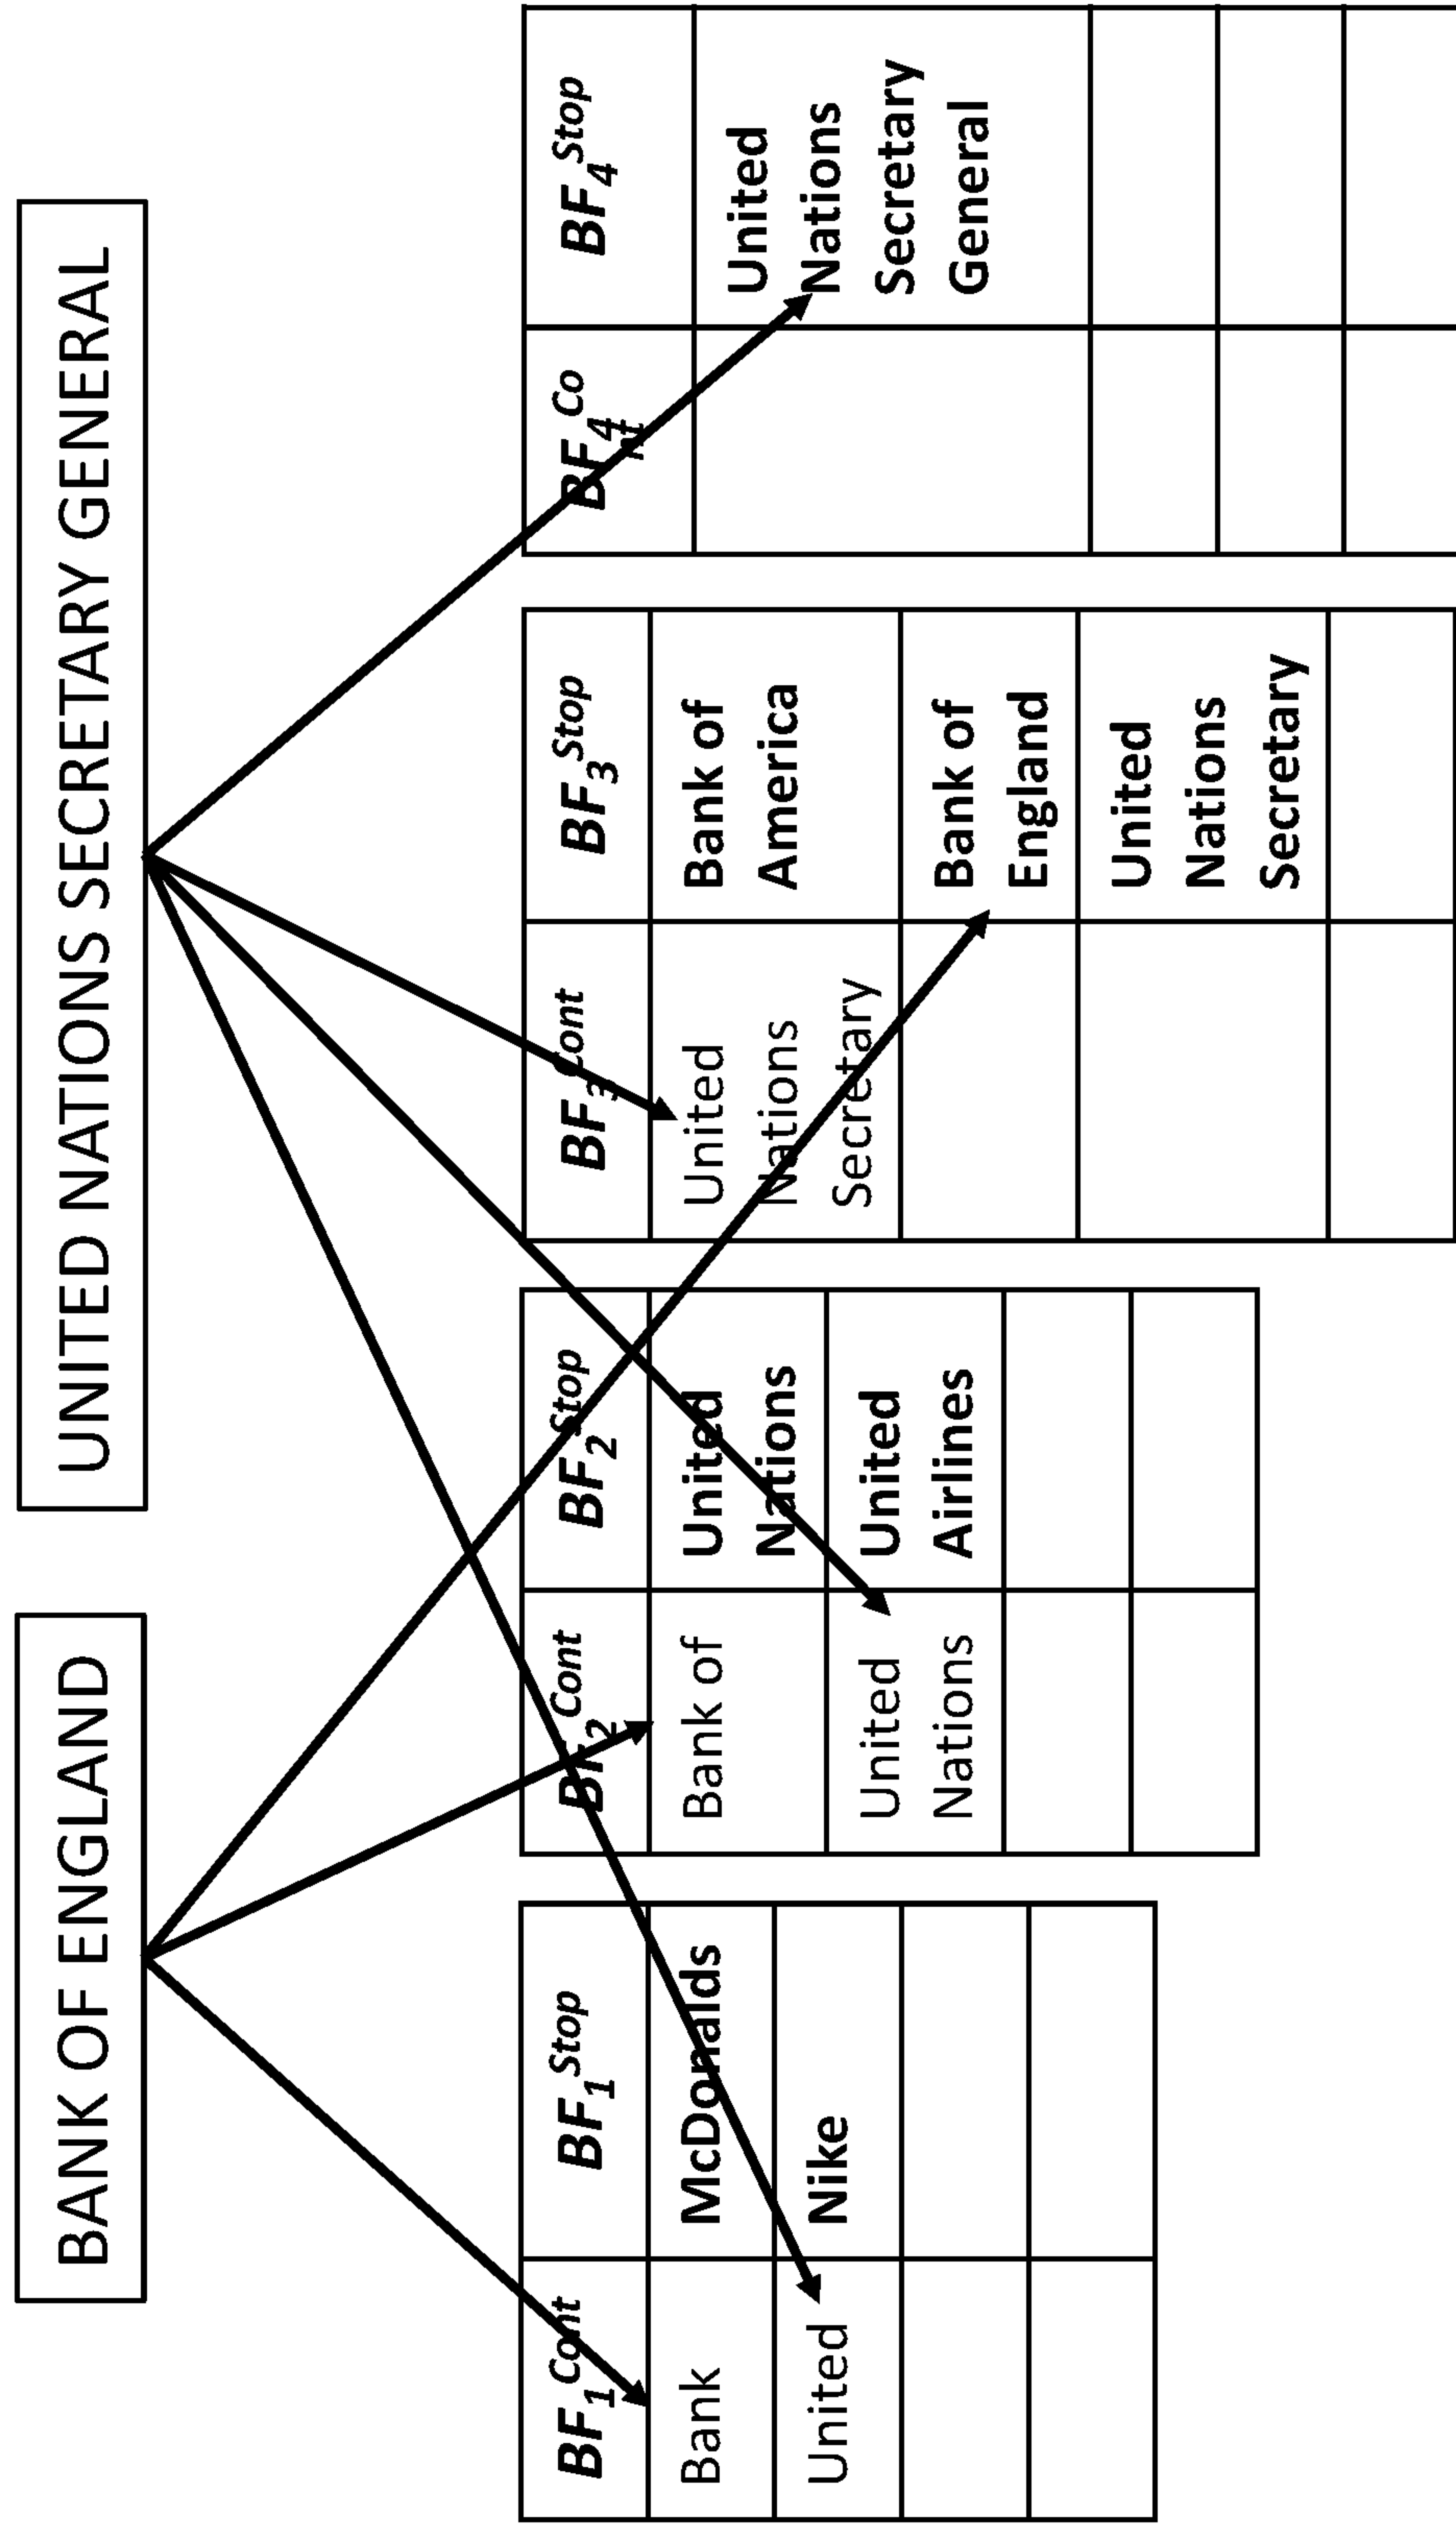 BANK OF ENGLAND
UNITED NATIONS SECRETARY GENERAL
BF1Cont
BF1Stop
Bank
McDonalds
United
Nike
BF2Cont
BF2Stop
Bank of
United
Nations
United
Nations
United
Airlines
BF3Cont
BF3Stop
United
Nations
Secretary
Bank of
America
Bank of
England
United
Nations
Secretary
BF4Co
nt
BF4Stop
United
Nations
Secretary
General